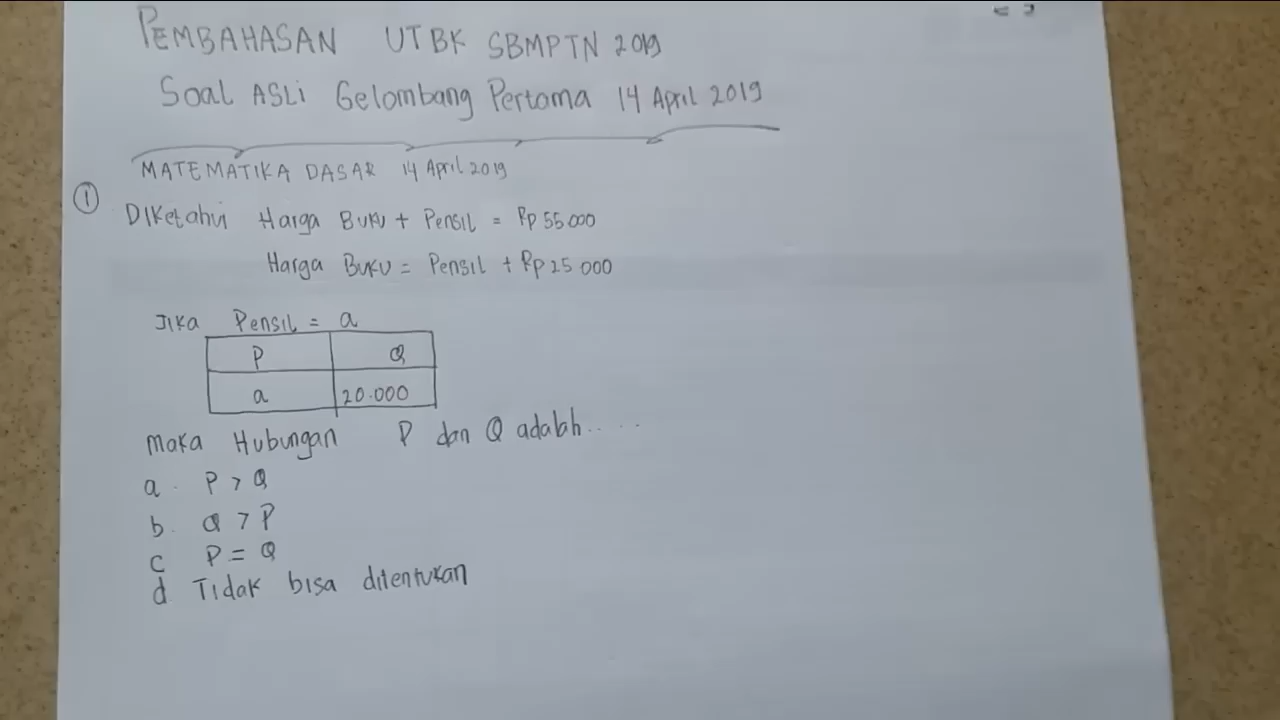 PEMBAHASAN UTBK SBMPTN 2019
Soal ASLi Gelombang Pertama 14 April 2019
MATEMATIKA DASAR 14 April 2019
①
DIKetahui Harga BUKU + Pensil = Rp 55.000
Harga BUKU = Pensil + Rp 25 000
JIKA Pensil = a
P Q
a 20.000
Maka Hubungan P dan Q adalah.....
a. P > Q
b. Q > P
c P = Q
d. Tidak bisa ditentukan